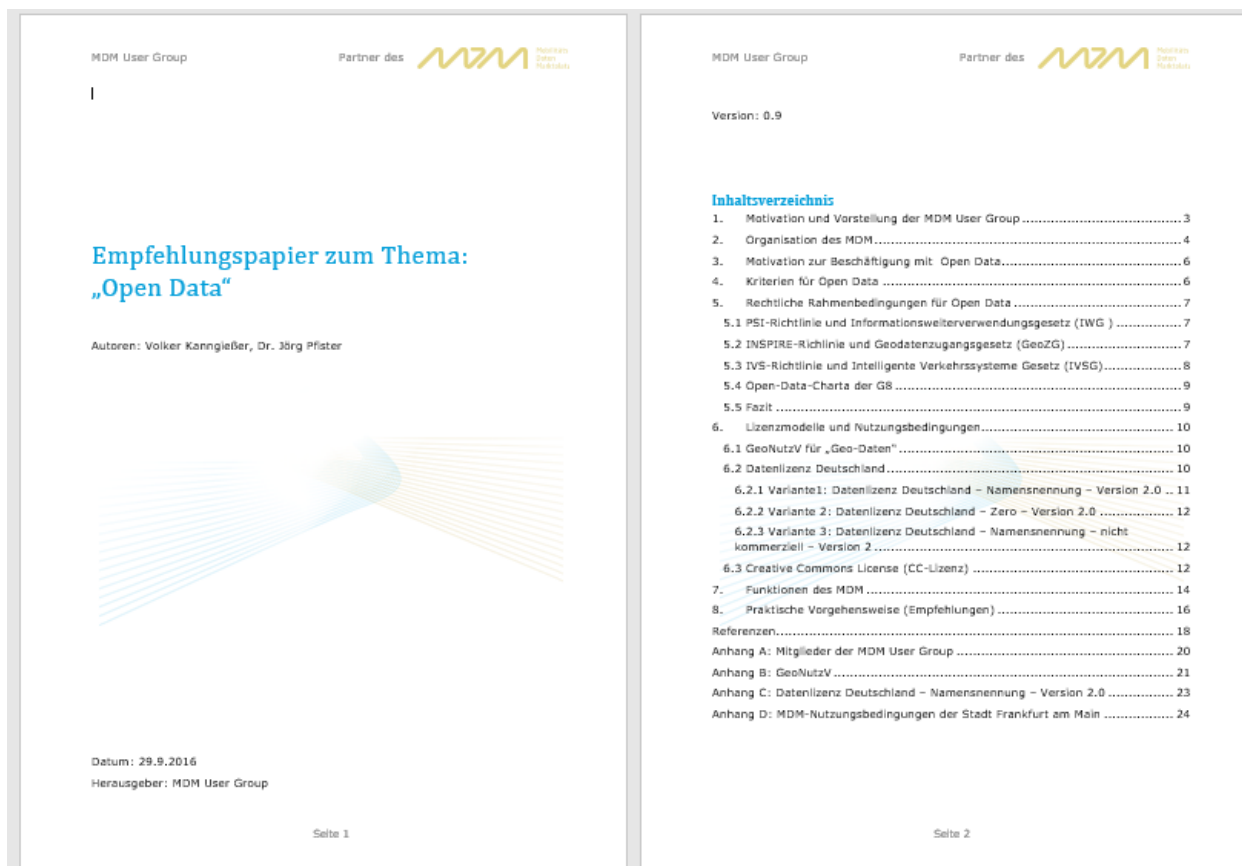 MDM User Group
Partner des MDM
Mobilitäts
Daten
Marktplatz
Empfehlungspapier zum Thema:
„Open Data“
Autoren: Volker Kanngießer, Dr. Jörg Pfister
Datum: 29.9.2016
Herausgeber: MDM User Group
Seite 1
MDM User Group
Partner des MDM
Mobilitäts
Daten
Marktplatz
Version: 0.9
Inhaltsverzeichnis
1. Motivation und Vorstellung der MDM User Group 3
2. Organisation des MDM 4
3. Motivation zur Beschäftigung mit Open Data 6
4. Kriterien für Open Data 6
5. Rechtliche Rahmenbedingungen für Open Data 7
5.1 PSI-Richtlinie und Informationsweiterverwendungsgesetz (IWG ) 7
5.2 INSPIRE-Richlinie und Geodatenzugangsgesetz (GeoZG) 7
5.3 IVS-Richtlinie und Intelligente Verkehrssysteme Gesetz (IVSG) 8
5.4 Open-Data-Charta der G8 9
5.5 Fazit 9
6. Lizenzmodelle und Nutzungsbedingungen 10
6.1 GeoNutzV für „Geo-Daten“ 10
6.2 Datenlizenz Deutschland 10
6.2.1 Variante1: Datenlizenz Deutschland – Namensnennung – Version 2.0 11
6.2.2 Variante 2: Datenlizenz Deutschland – Zero – Version 2.0 12
6.2.3 Variante 3: Datenlizenz Deutschland – Namensnennung – nicht
kommerziell – Version 2 12
6.3 Creative Commons License (CC-Lizenz) 12
7. Funktionen des MDM 14
8. Praktische Vorgehensweise (Empfehlungen) 16
Referenzen 18
Anhang A: Mitglieder der MDM User Group 20
Anhang B: GeoNutzV 21
Anhang C: Datenlizenz Deutschland – Namensnennung – Version 2.0 23
Anhang D: MDM-Nutzungsbedingungen der Stadt Frankfurt am Main 24
Seite 2